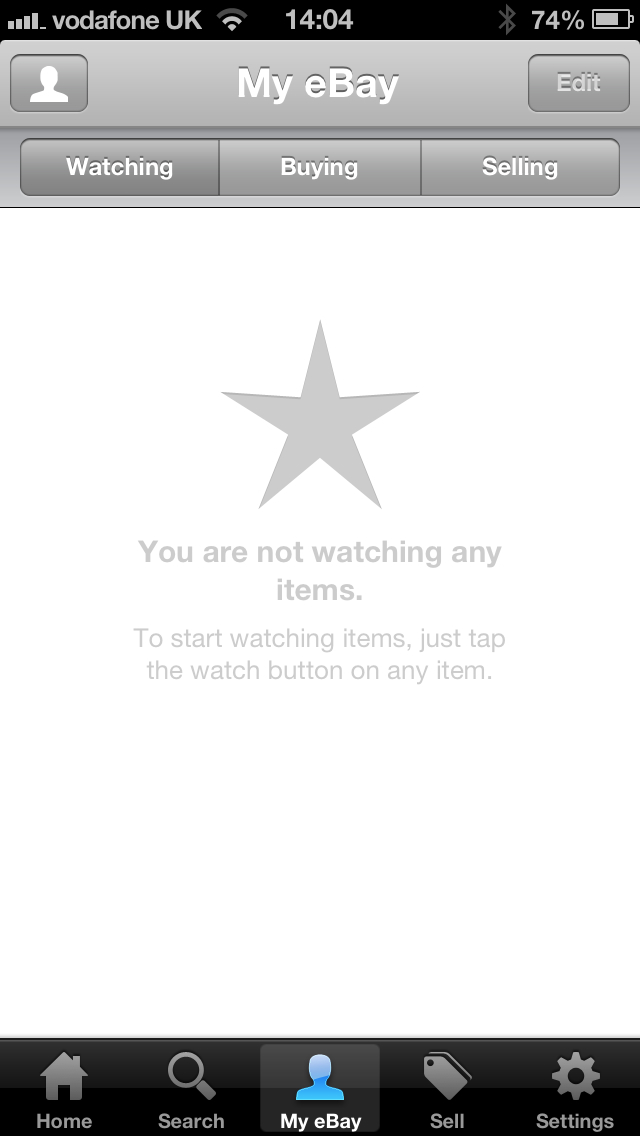 vodafone UK 14:04 74%
My eBay Edit
Watching Buying Selling
You are not watching any
items.
To start watching items, just tap
the watch button on any item.
Home Search My eBay Sell Settings